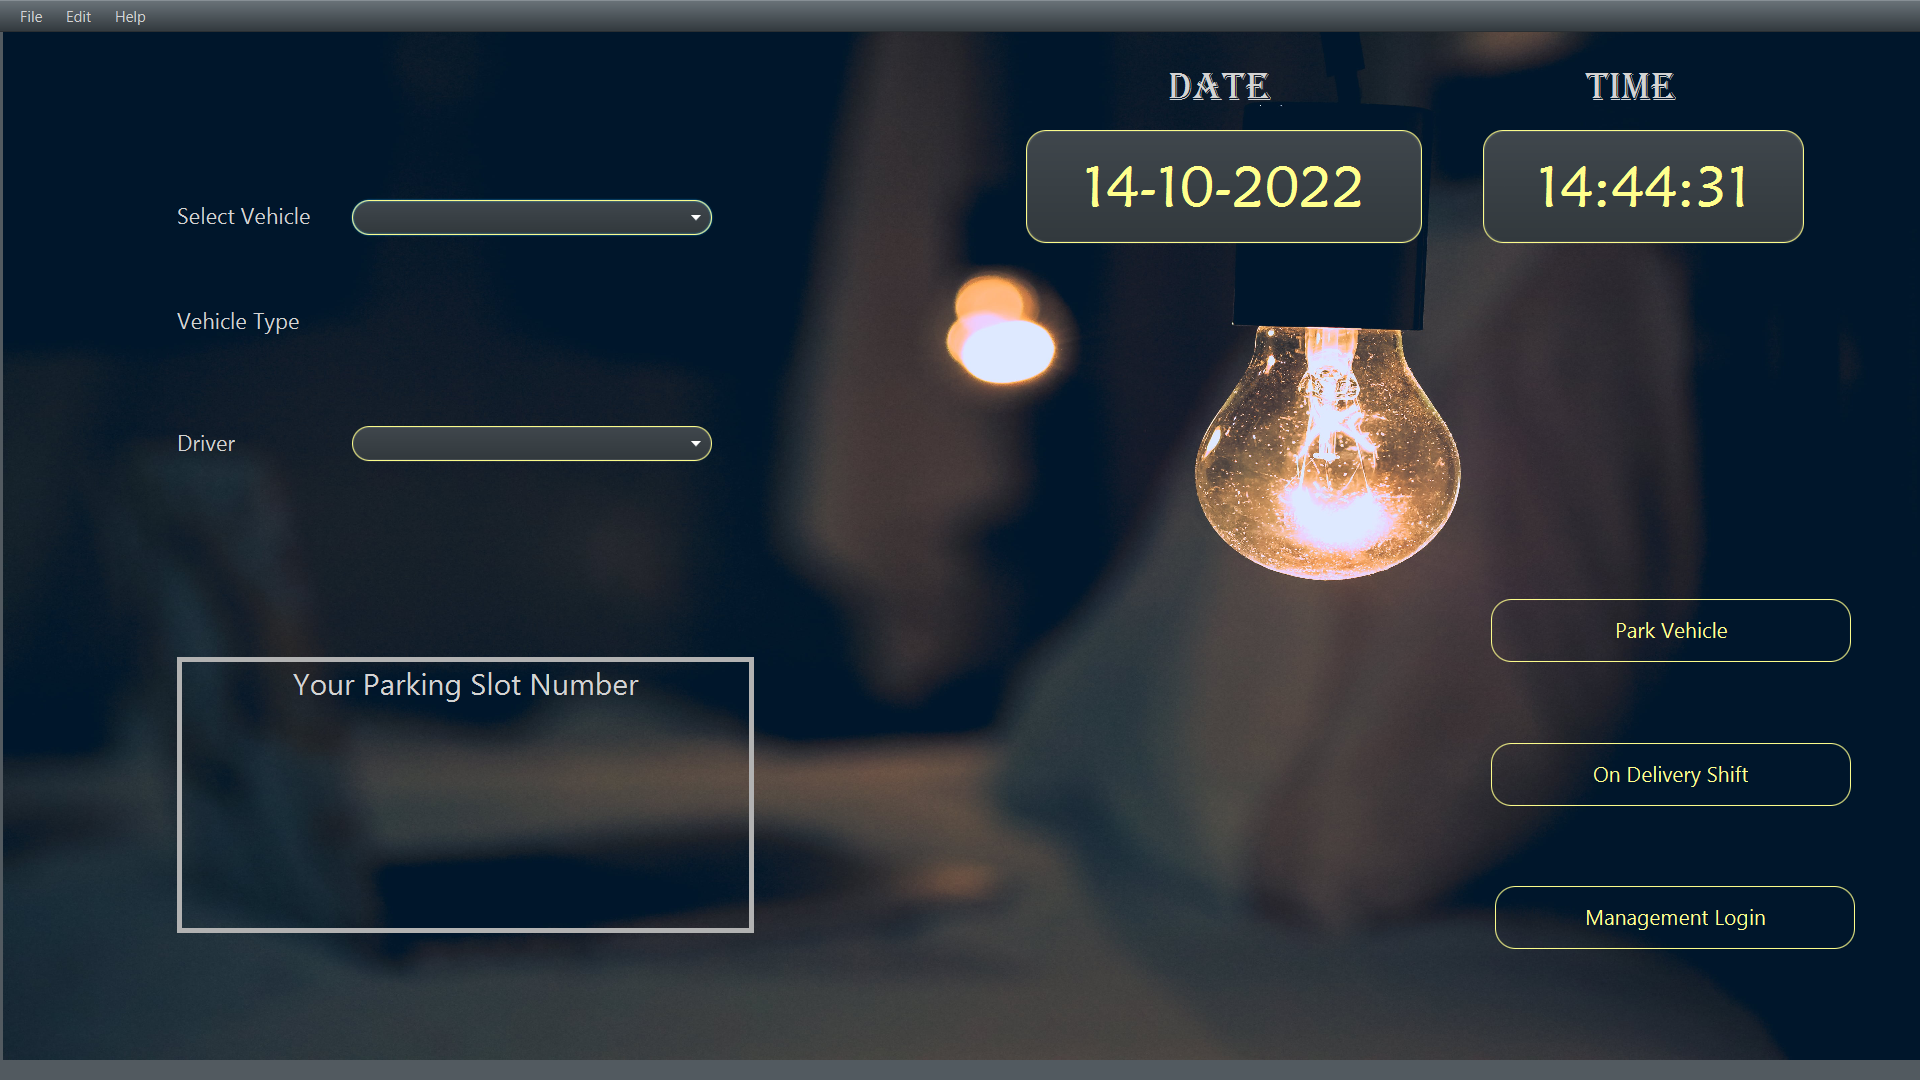 File Edit Help
DATE
TIME
14-10-2022
14:44:31
Select Vehicle
Vehicle Type
Driver
Your Parking Slot Number
Park Vehicle
On Delivery Shift
Management Login